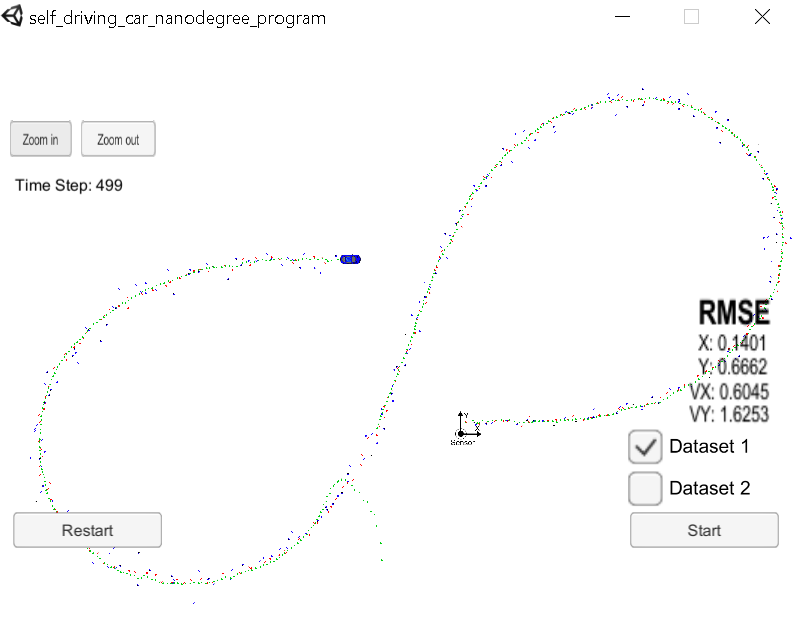 self_driving_car_nanodegree_program
Zoom in
Zoom out
Time Step: 499
RMSE
X: 0.1401
Y: 0.6662
VX: 0.6045
VY: 1.6253
Y
X
Sensor
Dataset 1
Dataset 2
Restart
Start